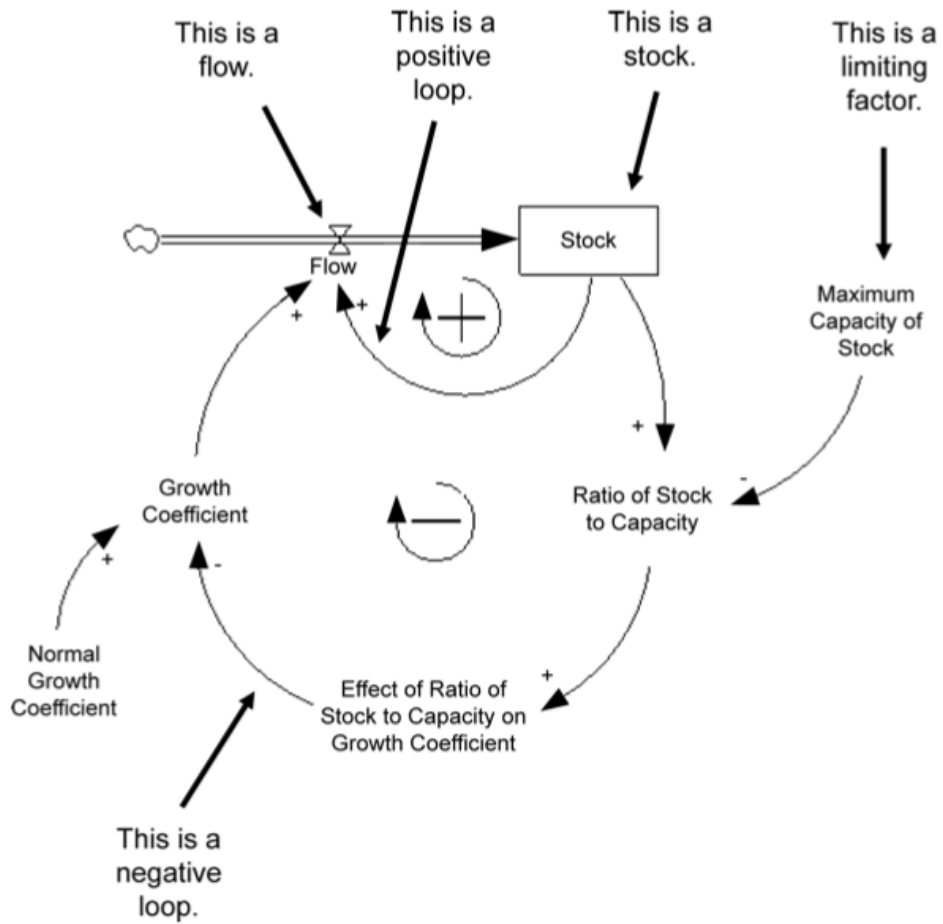 This is a
flow.
This is a
positive
loop.
This is a
stock.
This is a
limiting
factor.
Stock
Flow
+
+
Maximum
Capacity of
Stock
+
-
Growth
Coefficient
Ratio of Stock
to Capacity
+
-
Normal
Growth
Coefficient
+
Effect of Ratio of
Stock to Capacity on
Growth Coefficient
This is a
negative
loop.